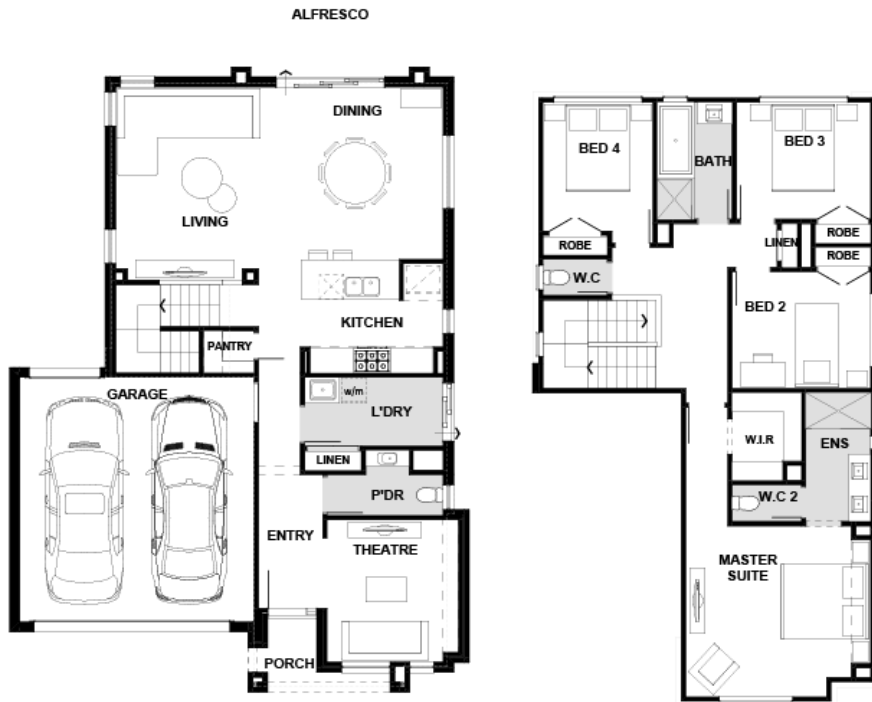 ALFRESCO
DINING
LIVING
KITCHEN
PANTRY
GARAGE
w/m
L'DRY
LINEN
P'DR
ENTRY
THEATRE
PORCH
BED 4
BATH
BED 3
ROBE
LINEN
ROBE
ROBE
W.C
BED 2
W.I.R
ENS
W.C 2
MASTER
SUITE